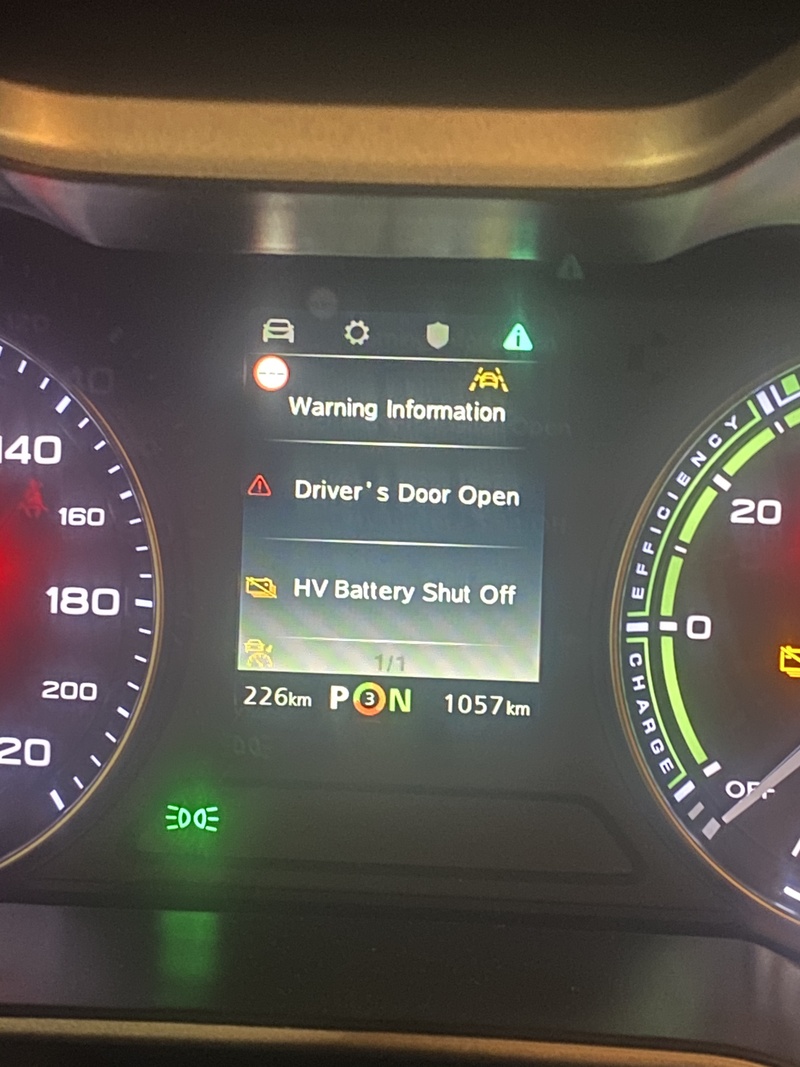 Warning Information
Driver's Door Open
HV Battery Shut Off
1/1
226km P 3 N 1057km
140
160
180
200
20
EFFICIENCY
20
0
CHARGE
OFF